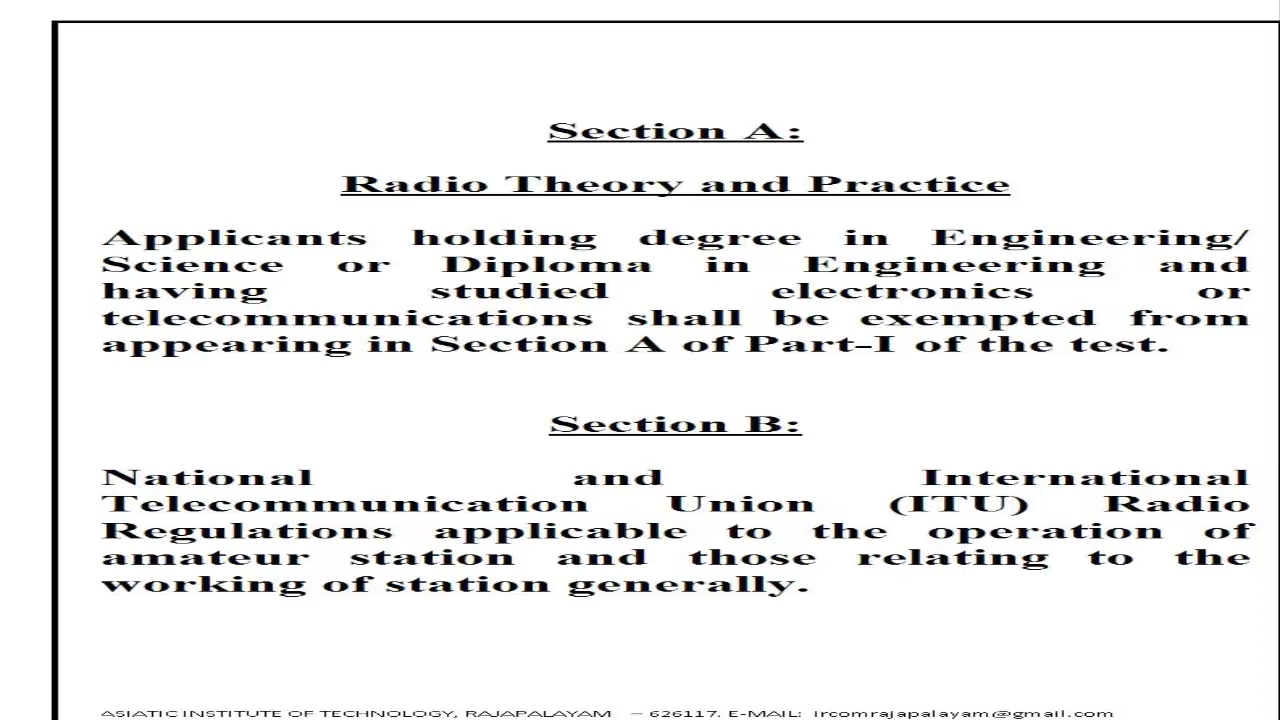 Section A:
Radio Theory and Practice
Applicants holding degree in Engineering/
Science or Diploma in Engineering and
having studied electronics or
telecommunications shall be exempted from
appearing in Section A of Part-I of the test.
Section B:
National and International
Telecommunication Union (ITU) Radio
Regulations applicable to the operation of
amateur station and those relating to the
working of station generally.
ASIATIC INSTITUTE OF TECHNOLOGY, RAJAPALAYAM – 626117. E-MAIL: ircomrajapalayam@gmail.com